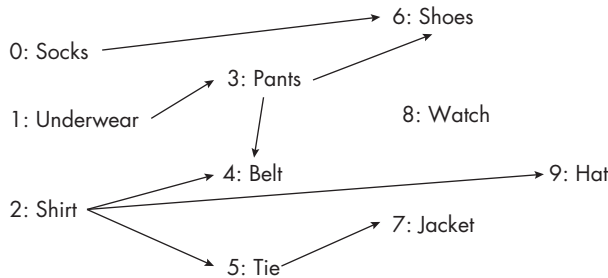 6: Shoes
0: Socks
3: Pants
1: Underwear
8: Watch
4: Belt
9: Hat
2: Shirt
7: Jacket
5: Tie